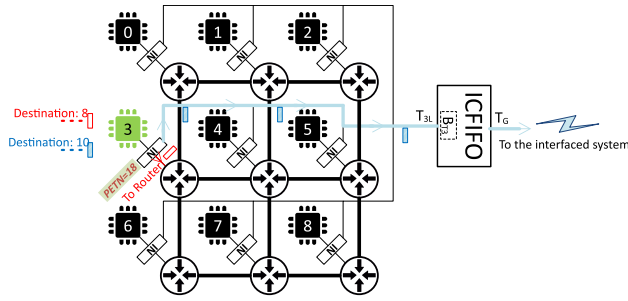 0
1
2
NI
NI
NI
Destination: 8
Destination: 10
3
4
5
NI
NI
NI
PETN=18
To Router
T3L
Bf3
ICFIFO
TG
To the interfaced system
6
7
8
NI
NI
NI